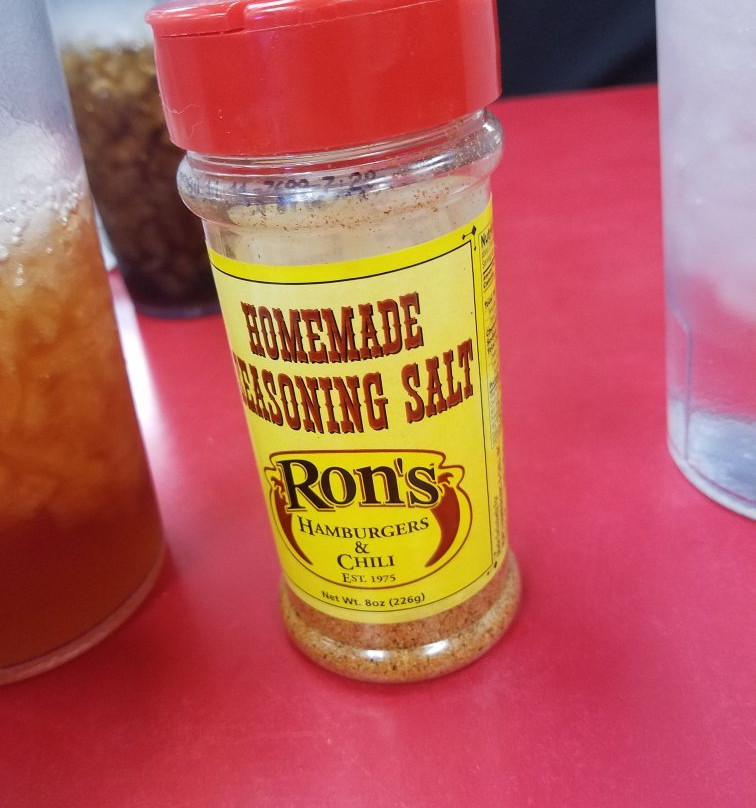 HOMEMADE
SEASONING SALT
Ron's
HAMBURGERS
&
CHILI
EST. 1975
Net Wt. 8oz (226g)